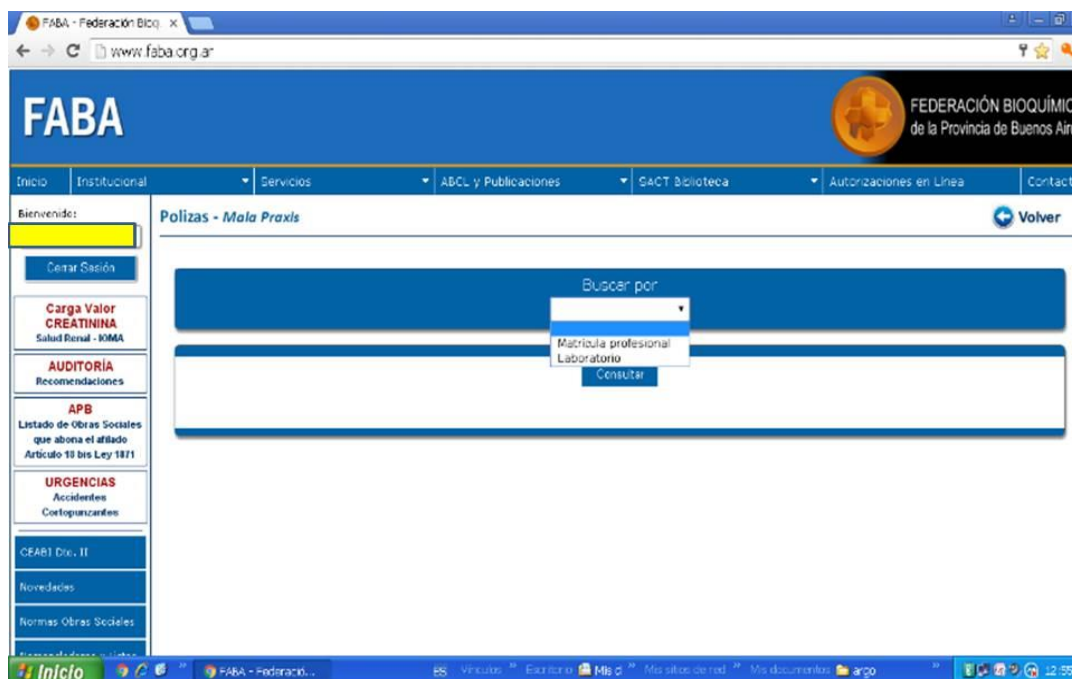 FABA - Federación Bioq.
www.faba.org.ar
FABA
FEDERACIÓN BIOQUÍMIC
de la Provincia de Buenos Aire
Inicio
Institucional
Servicios
ABCL y Publicaciones
SACT Biblioteca
Autorizaciones en Línea
Contact
Bienvenido:
Polizas - Mala Praxis
Volver
Cerrar Sesión
Buscar por
Matrícula profesional
Laboratorio
Consultar
Carga Valor
CREATININA
Salud Renal - IOMA
AUDITORÍA
Recomendaciones
APB
Listado de Obras Sociales
que abona el afiliado
Artículo 18 bis Ley 1871
URGENCIAS
Accidentes
Cortopunzantes
CEABI Dto. II
Novedades
Normas Obras Sociales
Inicio
FABA - Federació...
ES
Vínculos
Escritorio
Mis d
Mis sitios de red
Mis documentos
argo
12:55